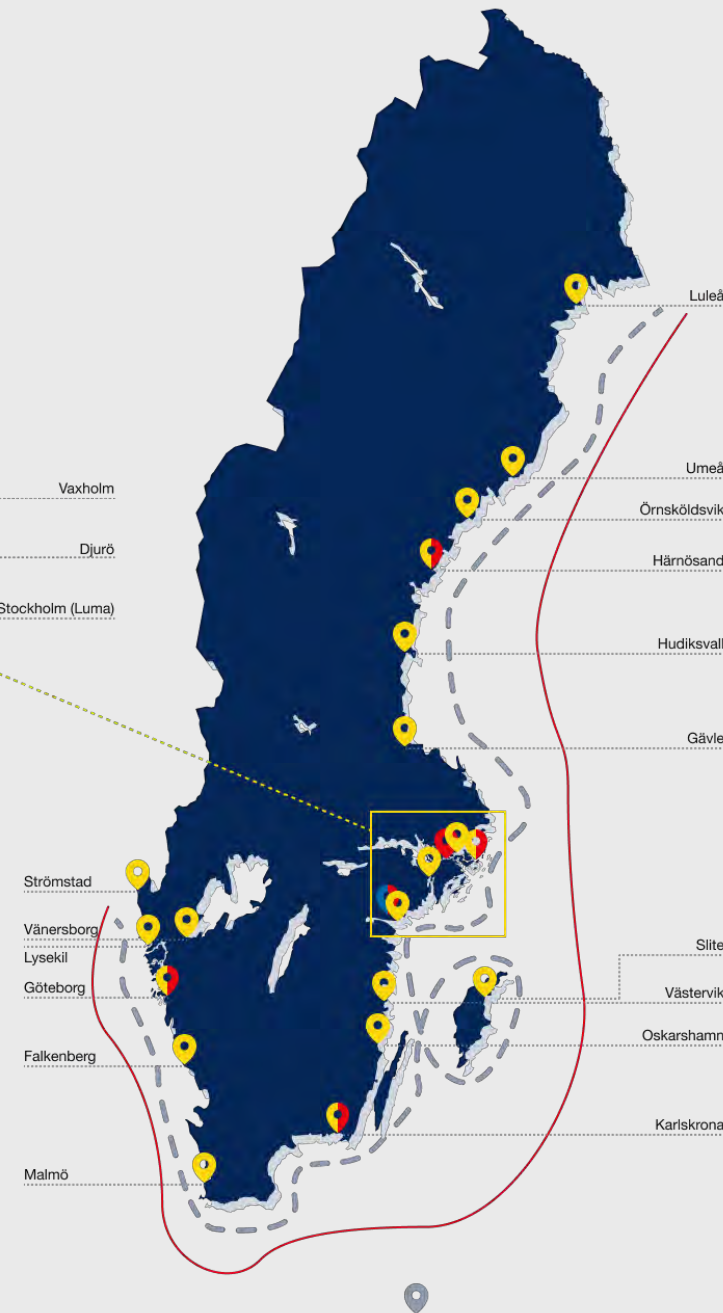 Luleå
Umeå
Vaxholm
Örnsköldsvik
Djurö
Härnösand
Stockholm (Luma)
Hudiksvall
Gävle
Strömstad
Vänersborg
Lysekil
Slite
Göteborg
Västervik
Oskarshamn
Falkenberg
Karlskrona
Malmö